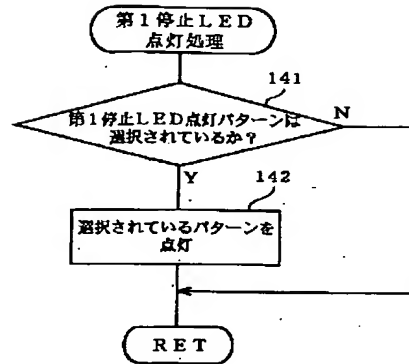 第1停止LED
点灯処理
141
第1停止LED点灯パターンは
選択されているか?
N
Y
142
選択されているパターンを
点灯
RET